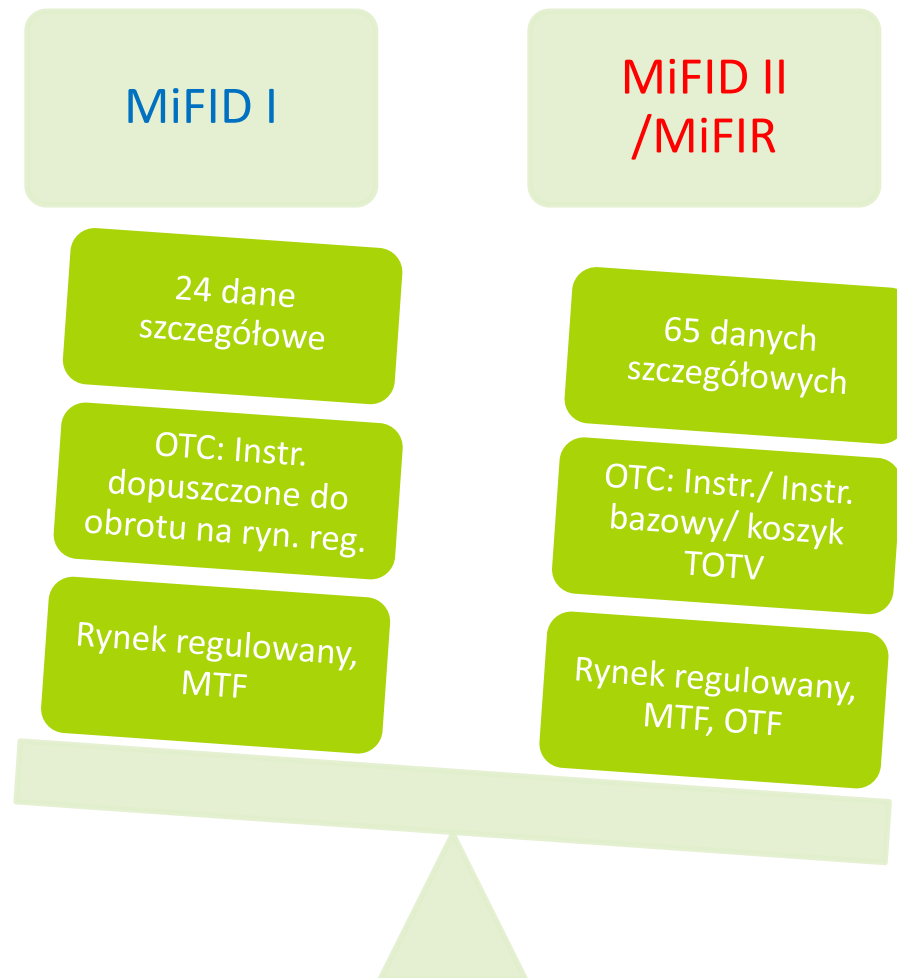 MiFID I
MiFID II
/MiFIR
24 dane
szczegółowe
65 danych
szczegółowych
OTC: Instr.
dopuszczone do
obrotu na ryn. reg.
OTC: Instr./ Instr.
bazowy/ koszyk
TOTV
Rynek regulowany,
MTF
Rynek regulowany,
MTF, OTF